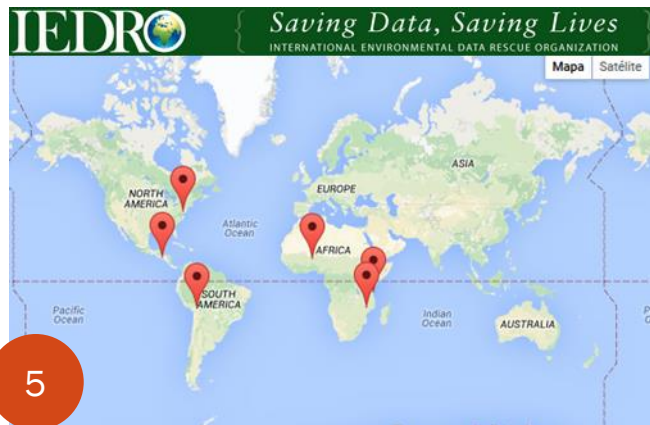 IEDRO
Saving Data, Saving Lives
INTERNATIONAL ENVIRONMENTAL DATA RESCUE ORGANIZATION
Mapa Satélite
ASIA
EUROPE
NORTH
AMERICA
Atlantic
Ocean
AFRICA
SOUTH
AMERICA
Pacific
Ocean
Indian
Ocean
AUSTRALIA
5